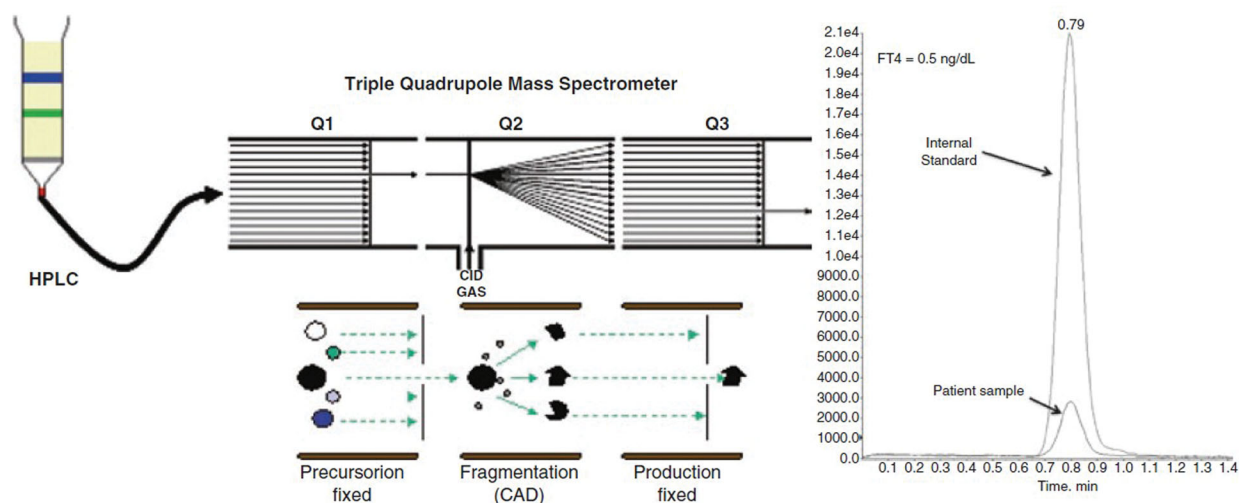 Triple Quadrupole Mass Spectrometer
Q1
Q2
Q3
HPLC
CID
GAS
Precursorion
fixed
Fragmentation
(CAD)
Production
fixed
0.79
FT4 = 0.5 ng/dL
Internal
Standard
Patient sample
2.1e4
2.0e4
1.9e4
1.8e4
1.7e4
1.6e4
1.5e4
1.4e4
1.3e4
1.2e4
1.1e4
1.0e4
9000.0
8000.0
7000.0
6000.0
5000.0
4000.0
3000.0
2000.0
1000.0
0.0
0.1 0.2 0.3 0.4 0.5 0.6 0.7 0.8 0.9 1.0 1.1 1.2 1.3 1.4
Time. min